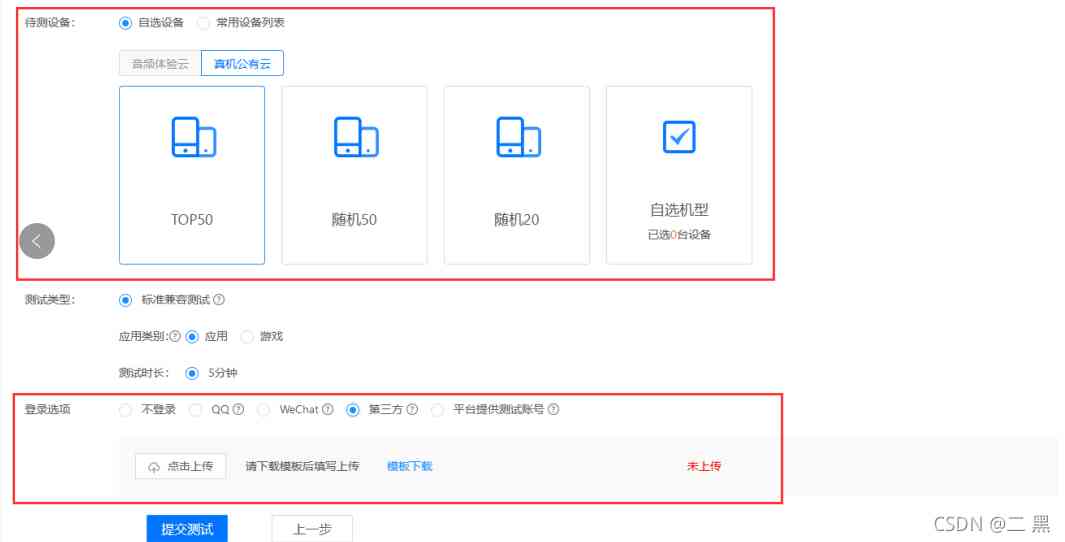 待测设备： 自选设备 常用设备列表
音频体验云 真机公有云
TOP50 随机50 随机20 自选机型
已选0台设备
测试类型： 标准兼容测试
应用类别: 应用 游戏
测试时长： 5分钟
登录选项 不登录 QQ WeChat 第三方 平台提供测试账号
点击上传 请下载模板后填写上传 模板下载 未上传
提交测试 上一步
CSDN @二 黑